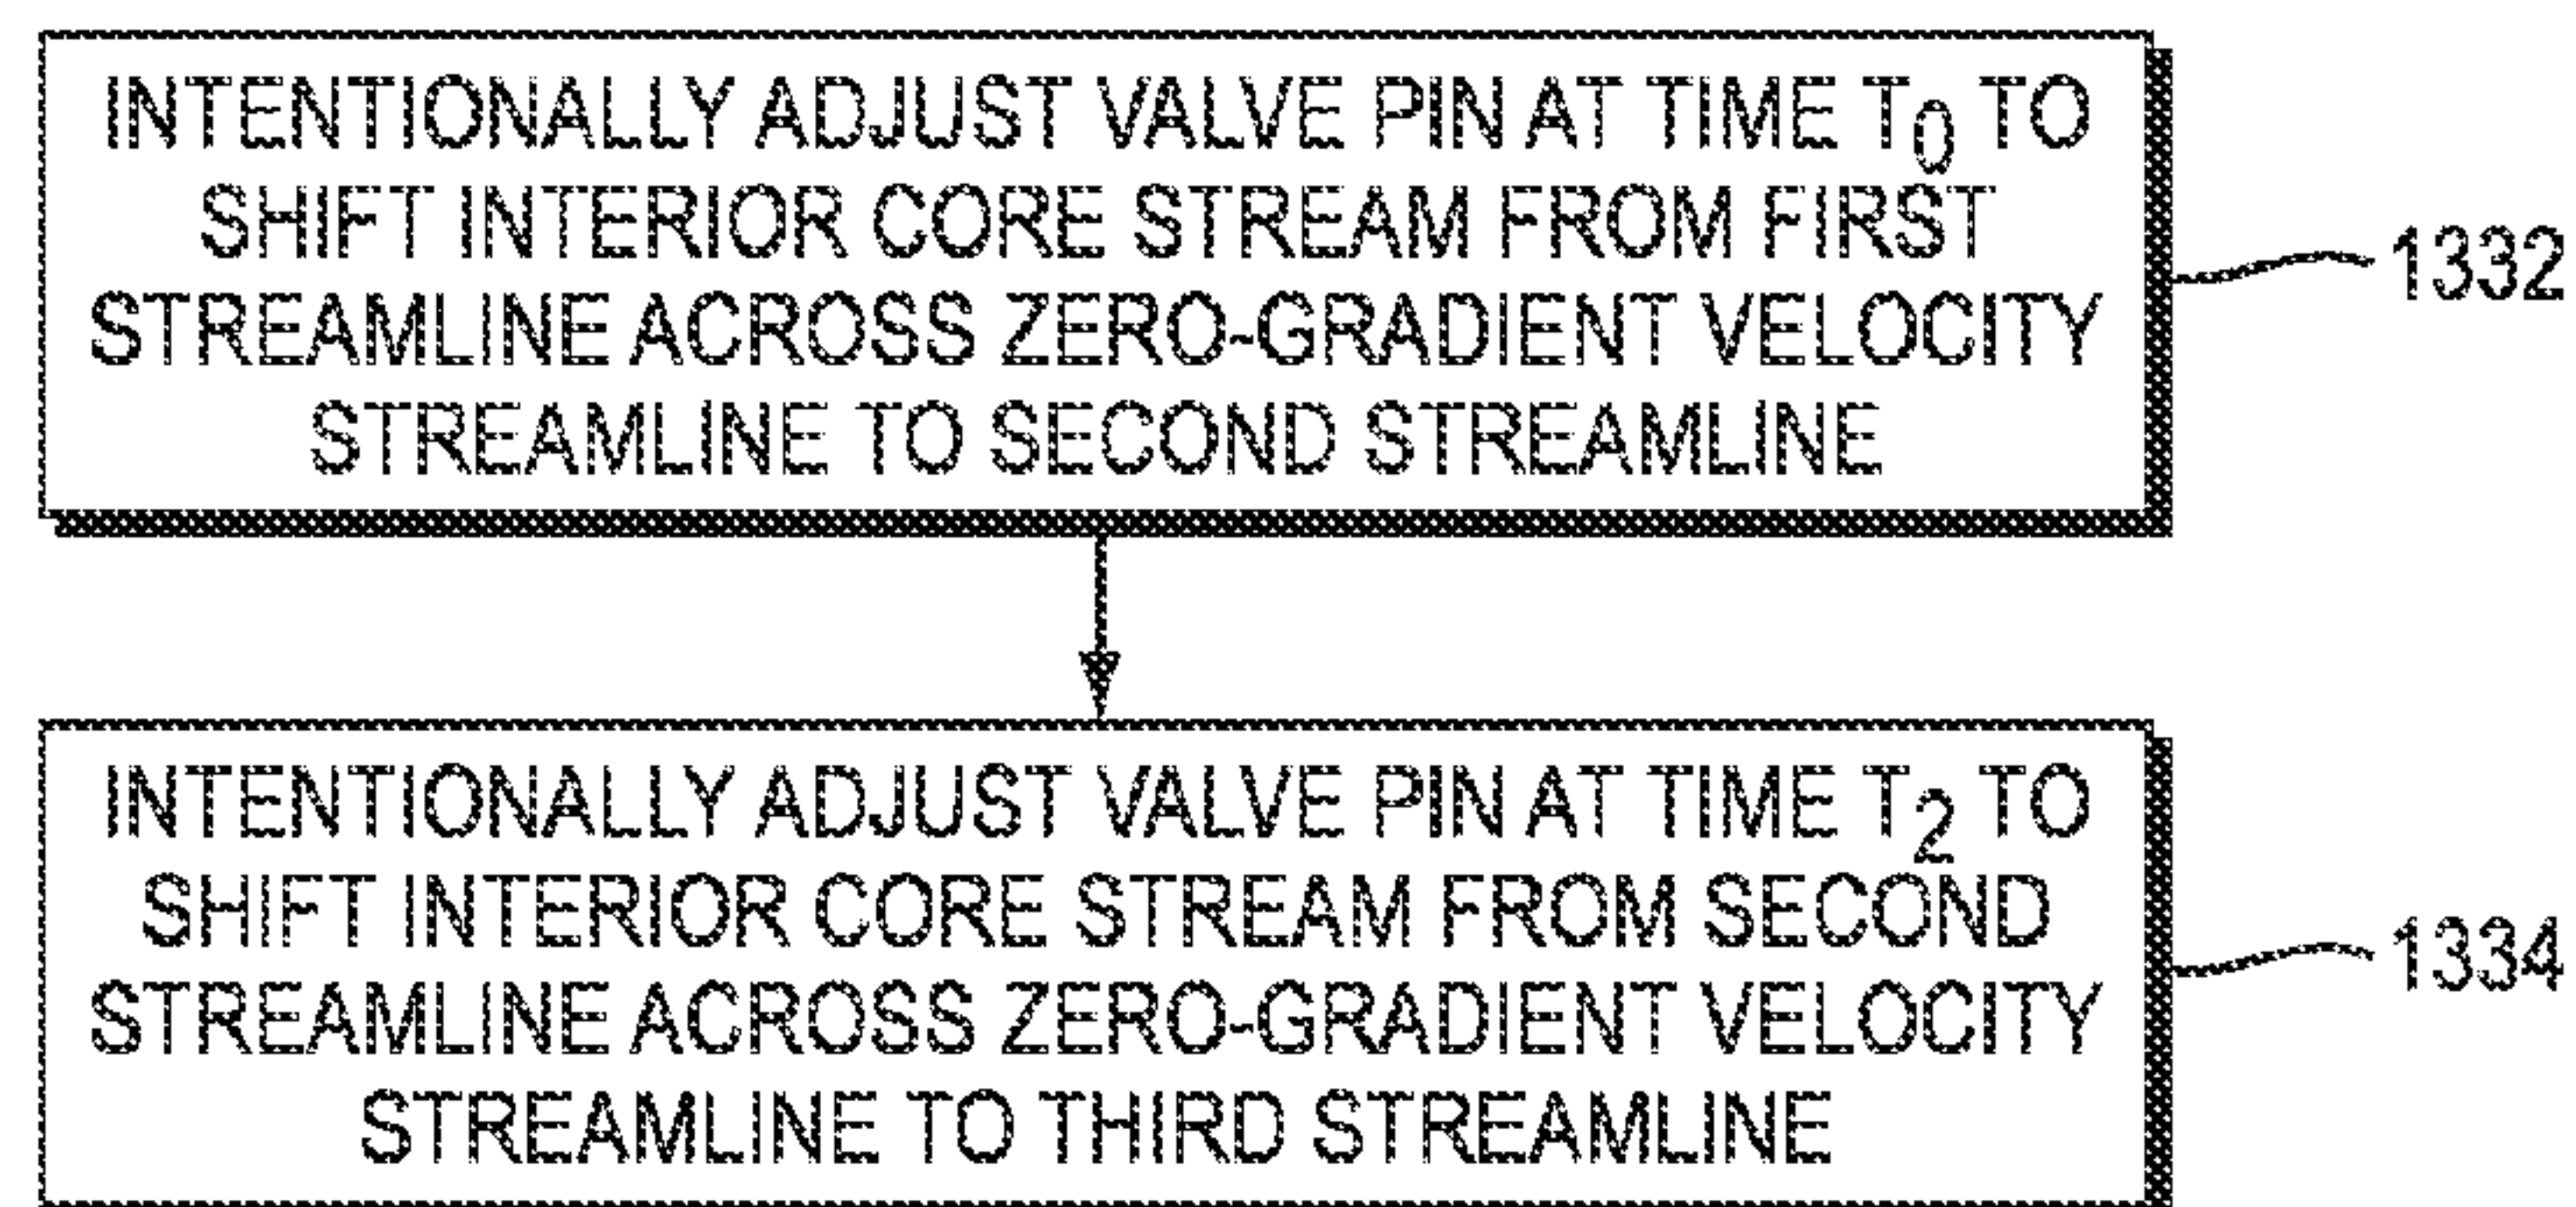 INTENTIONALLY ADJUST VALVE PIN AT TIME T0 TO
SHIFT INTERIOR CORE STREAM FROM FIRST
STREAMLINE ACROSS ZERO-GRADIENT VELOCITY
STREAMLINE TO SECOND STREAMLINE
1332
INTENTIONALLY ADJUST VALVE PIN AT TIME T2 TO
SHIFT INTERIOR CORE STREAM FROM SECOND
STREAMLINE ACROSS ZERO-GRADIENT VELOCITY
STREAMLINE TO THIRD STREAMLINE
1334